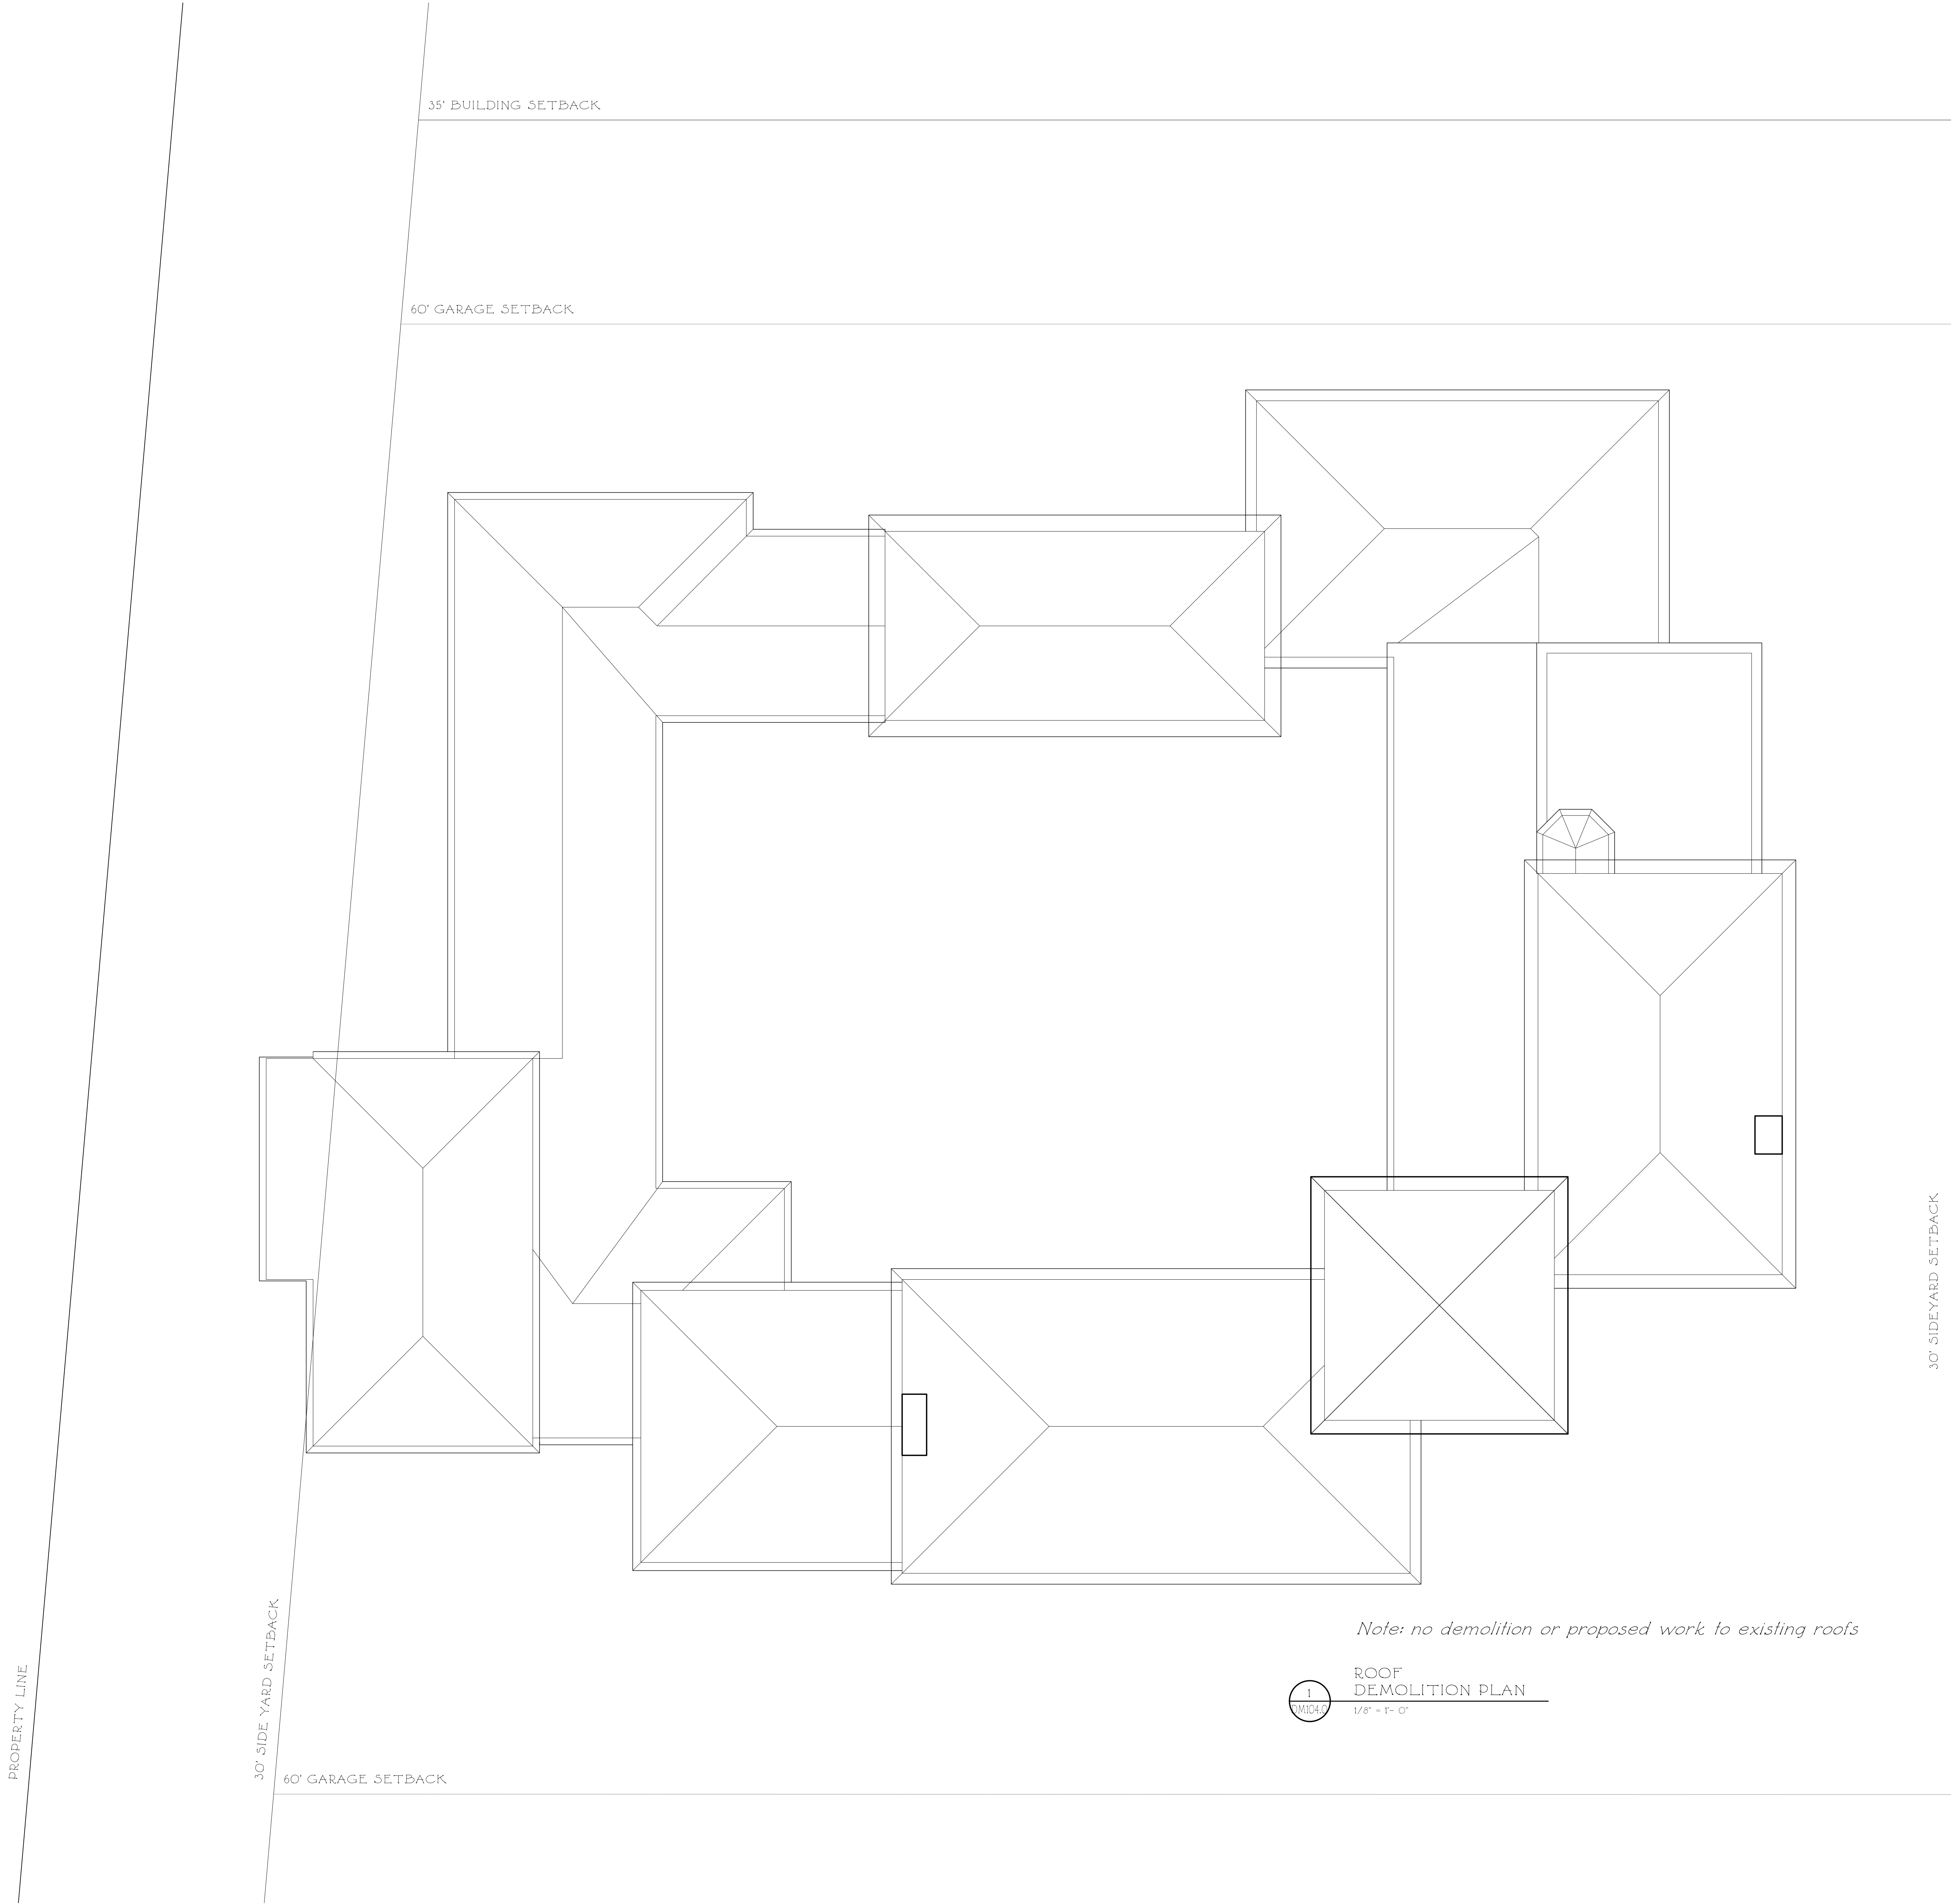 35' BUILDING SETBACK
60' GARAGE SETBACK
30' SIDEYARD SETBACK
Note: no demolition or proposed work to existing roofs
PROPERTY LINE
30' SIDE YARD SETBACK
ROOF
DEMOLITION PLAN
1
DM104.0
1/8" = 1'- 0"
60' GARAGE SETBACK